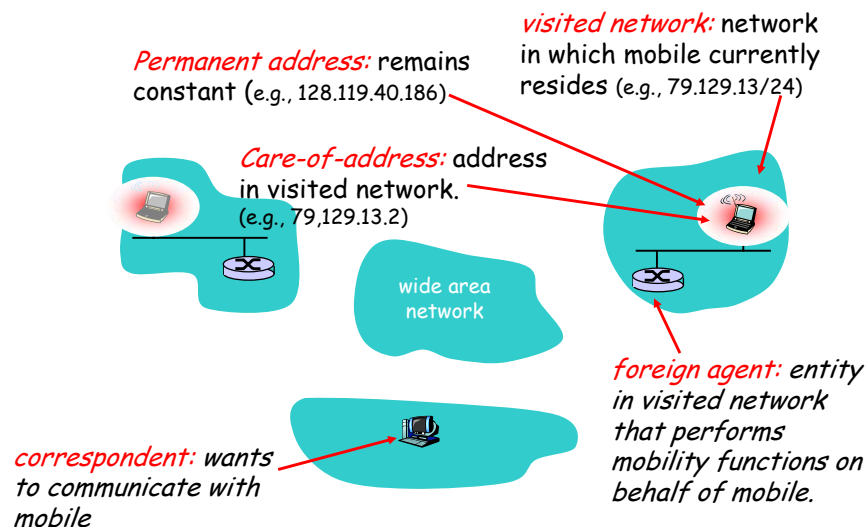 Permanent address: remains
constant (e.g., 128.119.40.186)
visited network: network
in which mobile currently
resides (e.g., 79.129.13/24)
Care-of-address: address
in visited network.
(e.g., 79,129.13.2)
wide area
network
foreign agent: entity
in visited network
that performs
mobility functions on
behalf of mobile.
correspondent: wants
to communicate with
mobile